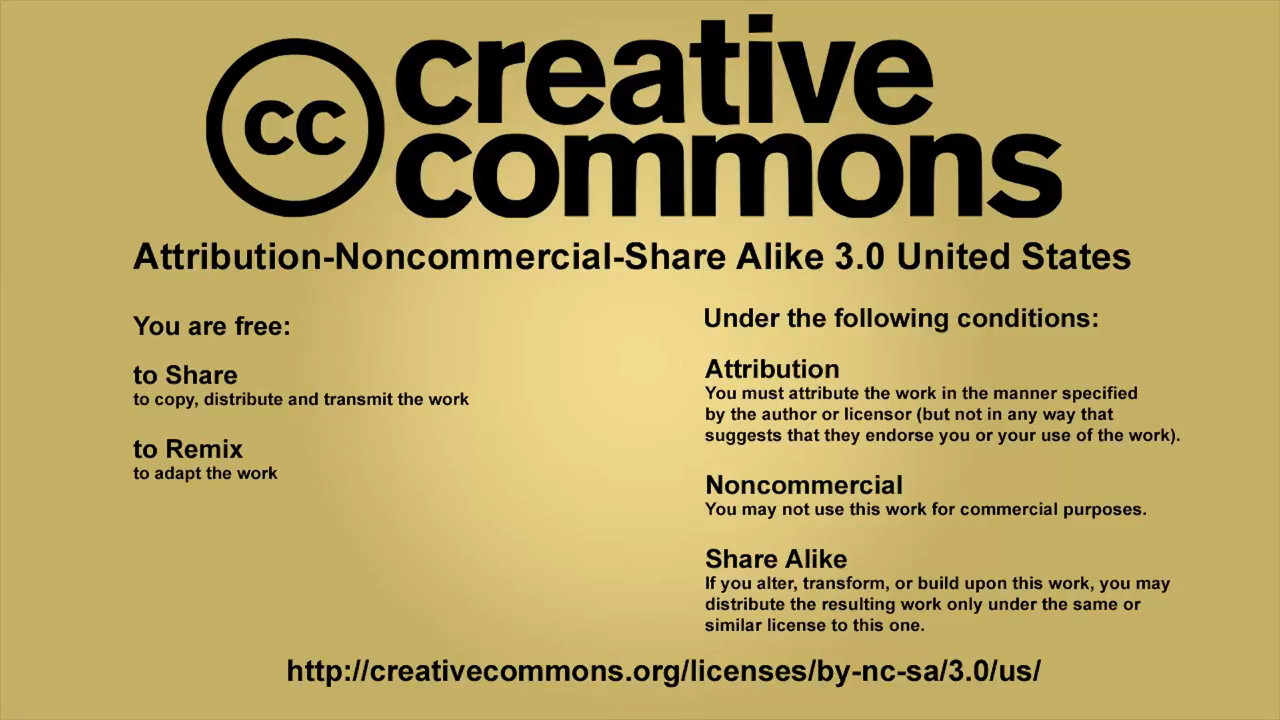 cc creative
commons
Attribution-Noncommercial-Share Alike 3.0 United States
You are free:
to Share
to copy, distribute and transmit the work
to Remix
to adapt the work
Under the following conditions:
Attribution
You must attribute the work in the manner specified
by the author or licensor (but not in any way that
suggests that they endorse you or your use of the work).
Noncommercial
You may not use this work for commercial purposes.
Share Alike
If you alter, transform, or build upon this work, you may
distribute the resulting work only under the same or
similar license to this one.
http://creativecommons.org/licenses/by-nc-sa/3.0/us/